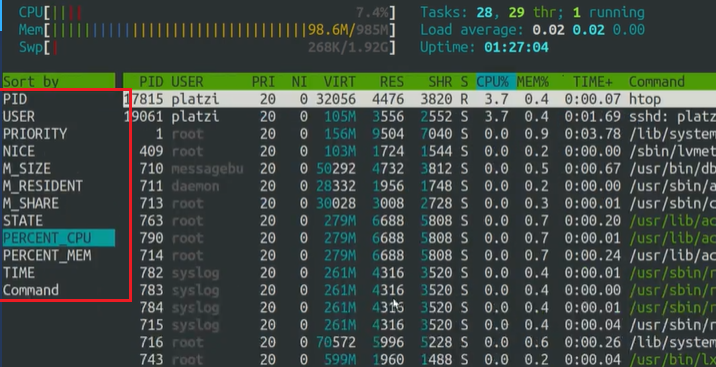 CPU[|||| 7.4%] Tasks: 28, 29 thr; 1 running
Mem[||||||||||||||||||||||||||||||||||98.6M/985M] Load average: 0.02 0.02 0.00
Swp[| 268K/1.92G] Uptime: 01:27:04
Sort by PID USER PRI NI VIRT RES SHR S CPU% MEM% TIME+ Command
PID 17815 platzi 20 0 32056 4476 3820 R 3.7 0.4 0:00.07 htop
USER 19061 platzi 20 0 105M 3556 2552 S 3.7 0.4 0:01.69 sshd: platz
PRIORITY 1 root 20 0 156M 9504 7040 S 0.0 0.9 0:03.78 /lib/system
NICE 409 root 20 0 103M 1724 1544 S 0.0 0.2 0:00.00 /sbin/lvmet
M_SIZE 710 messagebu 20 0 50292 4732 3812 S 0.0 0.5 0:00.67 /usr/bin/db
M_RESIDENT 711 daemon 20 0 28332 1956 1748 S 0.0 0.2 0:00.00 /usr/sbin/a
M_SHARE 713 root 20 0 30028 3008 2728 S 0.0 0.3 0:00.01 /usr/sbin/c
STATE 763 root 20 0 279M 6688 5808 S 0.0 0.7 0:00.20 /usr/lib/ac
PERCENT_CPU 790 root 20 0 279M 6688 5808 S 0.0 0.7 0:00.01 /usr/lib/ac
PERCENT_MEM 714 root 20 0 279M 6688 5808 S 0.0 0.7 0:00.24 /usr/lib/ac
TIME 782 syslog 20 0 261M 4316 3520 S 0.0 0.4 0:00.01 /usr/sbin/r
Command 783 syslog 20 0 261M 4316 3520 S 0.0 0.4 0:00.00 /usr/sbin/r
784 syslog 20 0 261M 4316 3520 S 0.0 0.4 0:00.01 /usr/sbin/r
715 syslog 20 0 261M 4316 3520 S 0.0 0.4 0:00.04 /usr/sbin/r
716 root 20 0 70572 5996 5228 S 0.0 0.6 0:00.26 /lib/system
743 root 20 0 599M 1960 1488 S 0.0 0.2 0:00.04 /usr/bin/lx